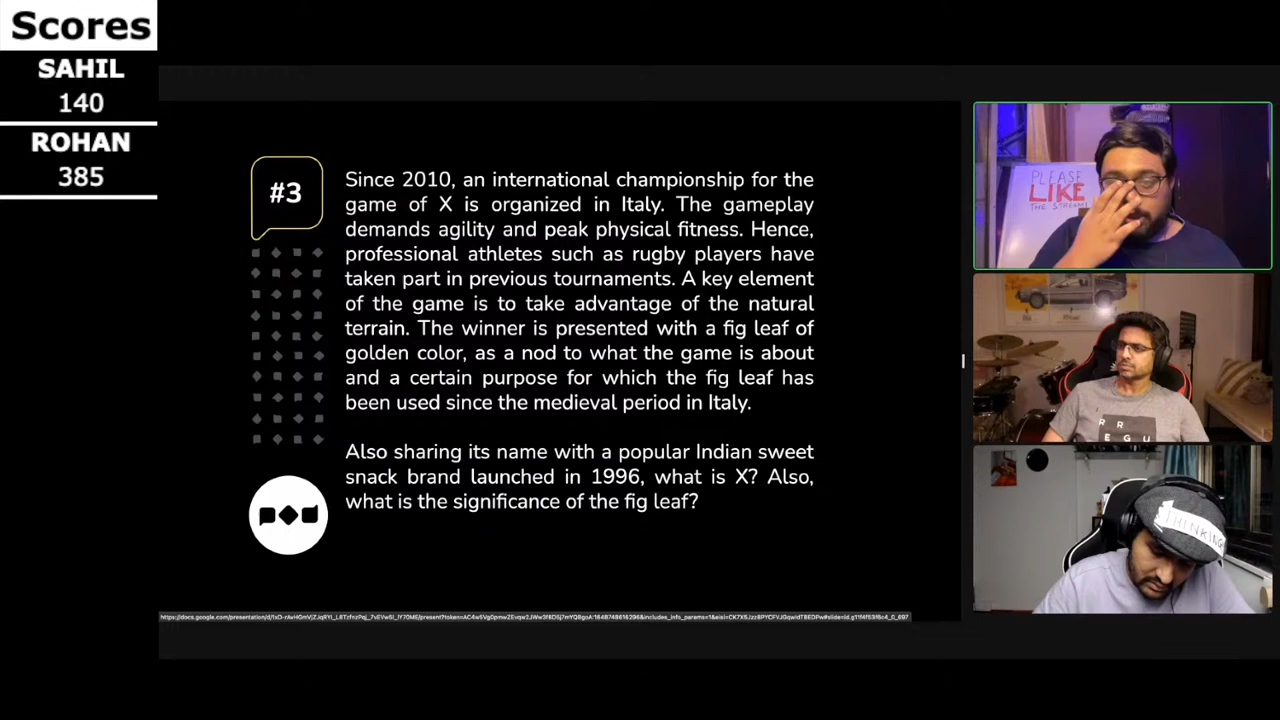 Scores
SAHIL
140
ROHAN
385
#3
Since 2010, an international championship for the
game of X is organized in Italy. The gameplay
demands agility and peak physical fitness. Hence,
professional athletes such as rugby players have
taken part in previous tournaments. A key element
of the game is to take advantage of the natural
terrain. The winner is presented with a fig leaf of
golden color, as a nod to what the game is about
and a certain purpose for which the fig leaf has
been used since the medieval period in Italy.
Also sharing its name with a popular Indian sweet
snack brand launched in 1996, what is X? Also,
what is the significance of the fig leaf?
pod
PLEASE
LIKE
THE STREAM!
R R
REGU
THINKING